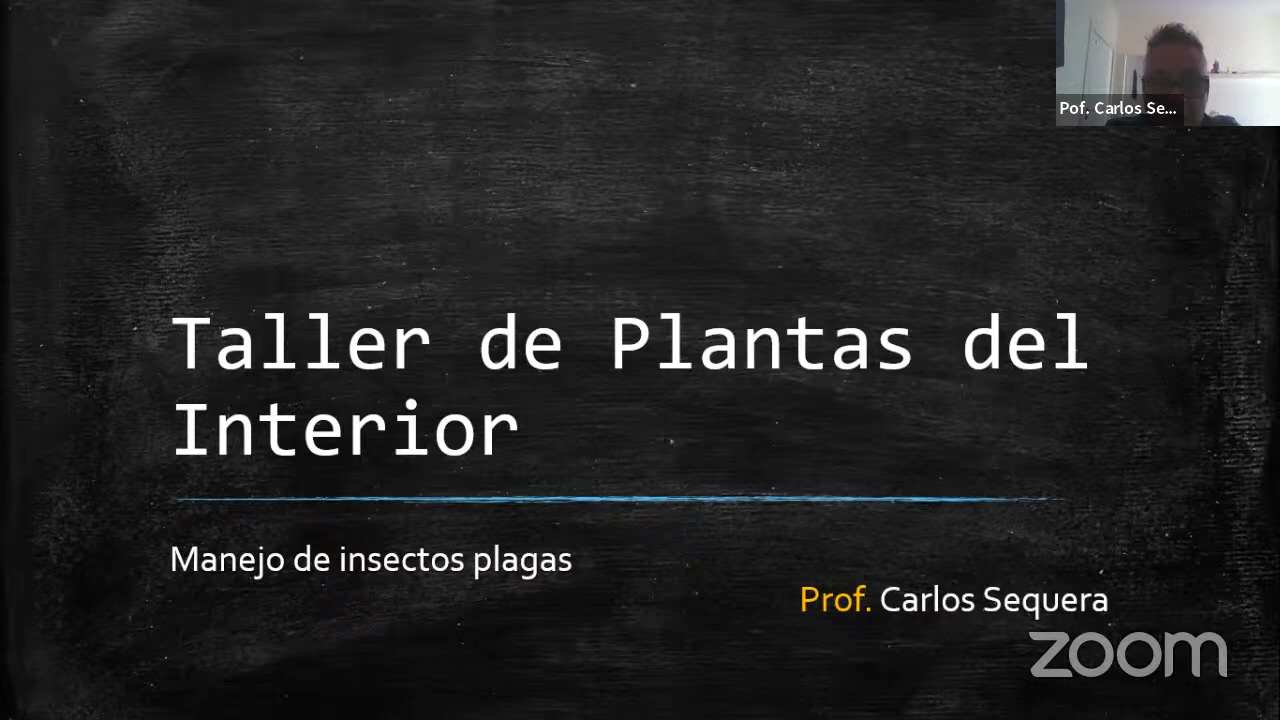 Pof. Carlos Se...
Taller de Plantas del
Interior
Manejo de insectos plagas
Prof. Carlos Sequera
zoom